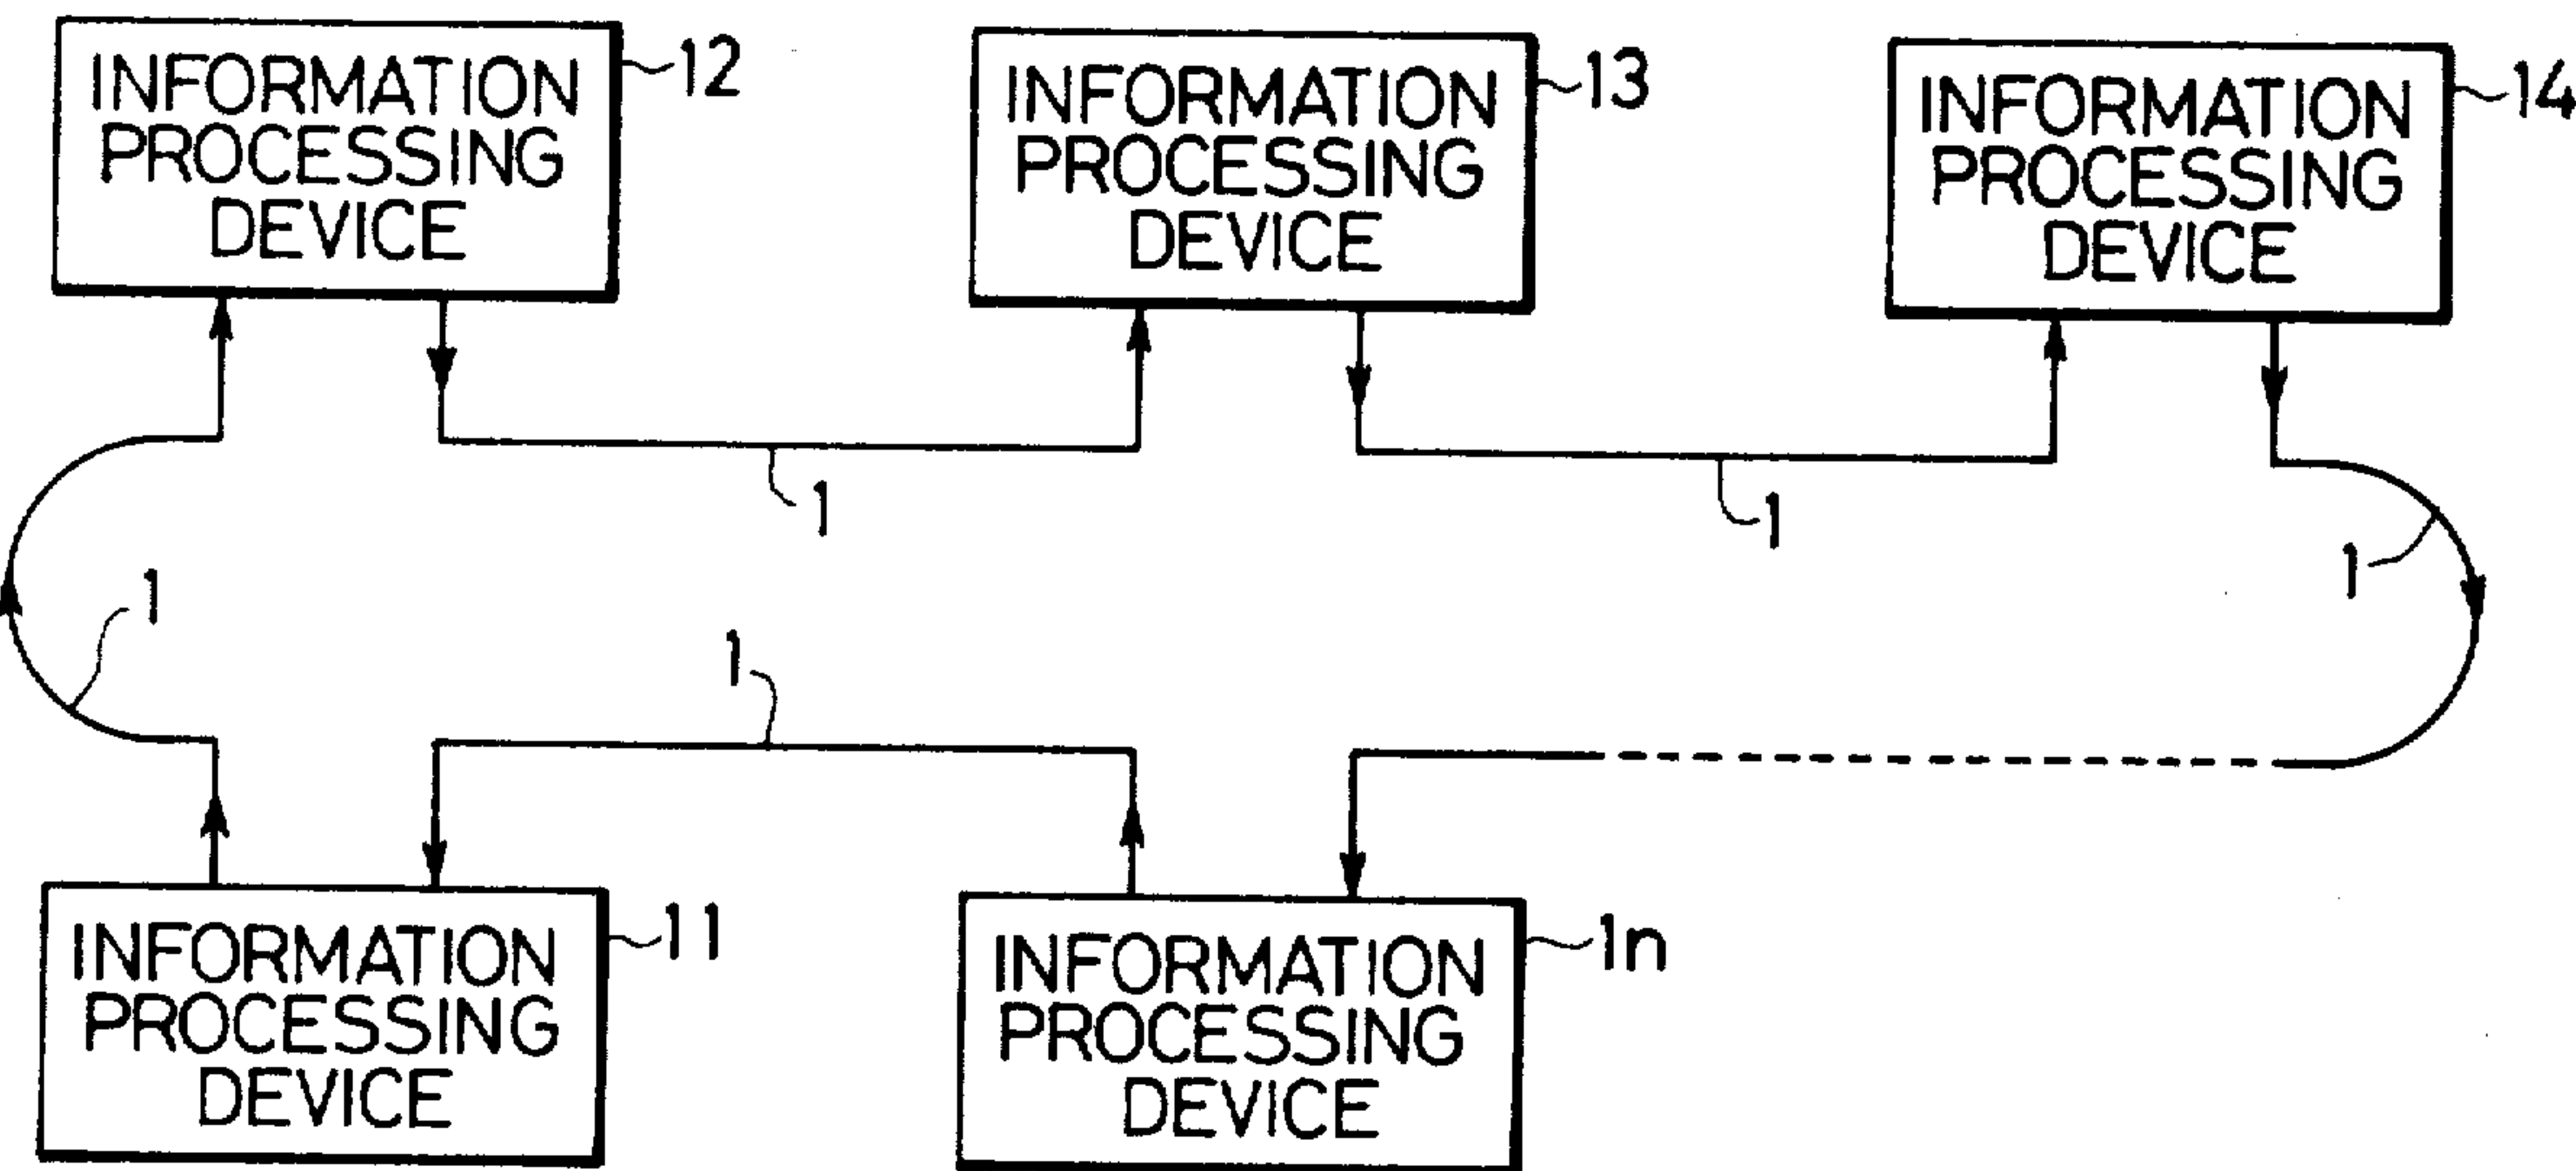 INFORMATION
PROCESSING
DEVICE
12
INFORMATION
PROCESSING
DEVICE
13
INFORMATION
PROCESSING
DEVICE
14
1
1
1
1
1
INFORMATION
PROCESSING
DEVICE
11
INFORMATION
PROCESSING
DEVICE
1n